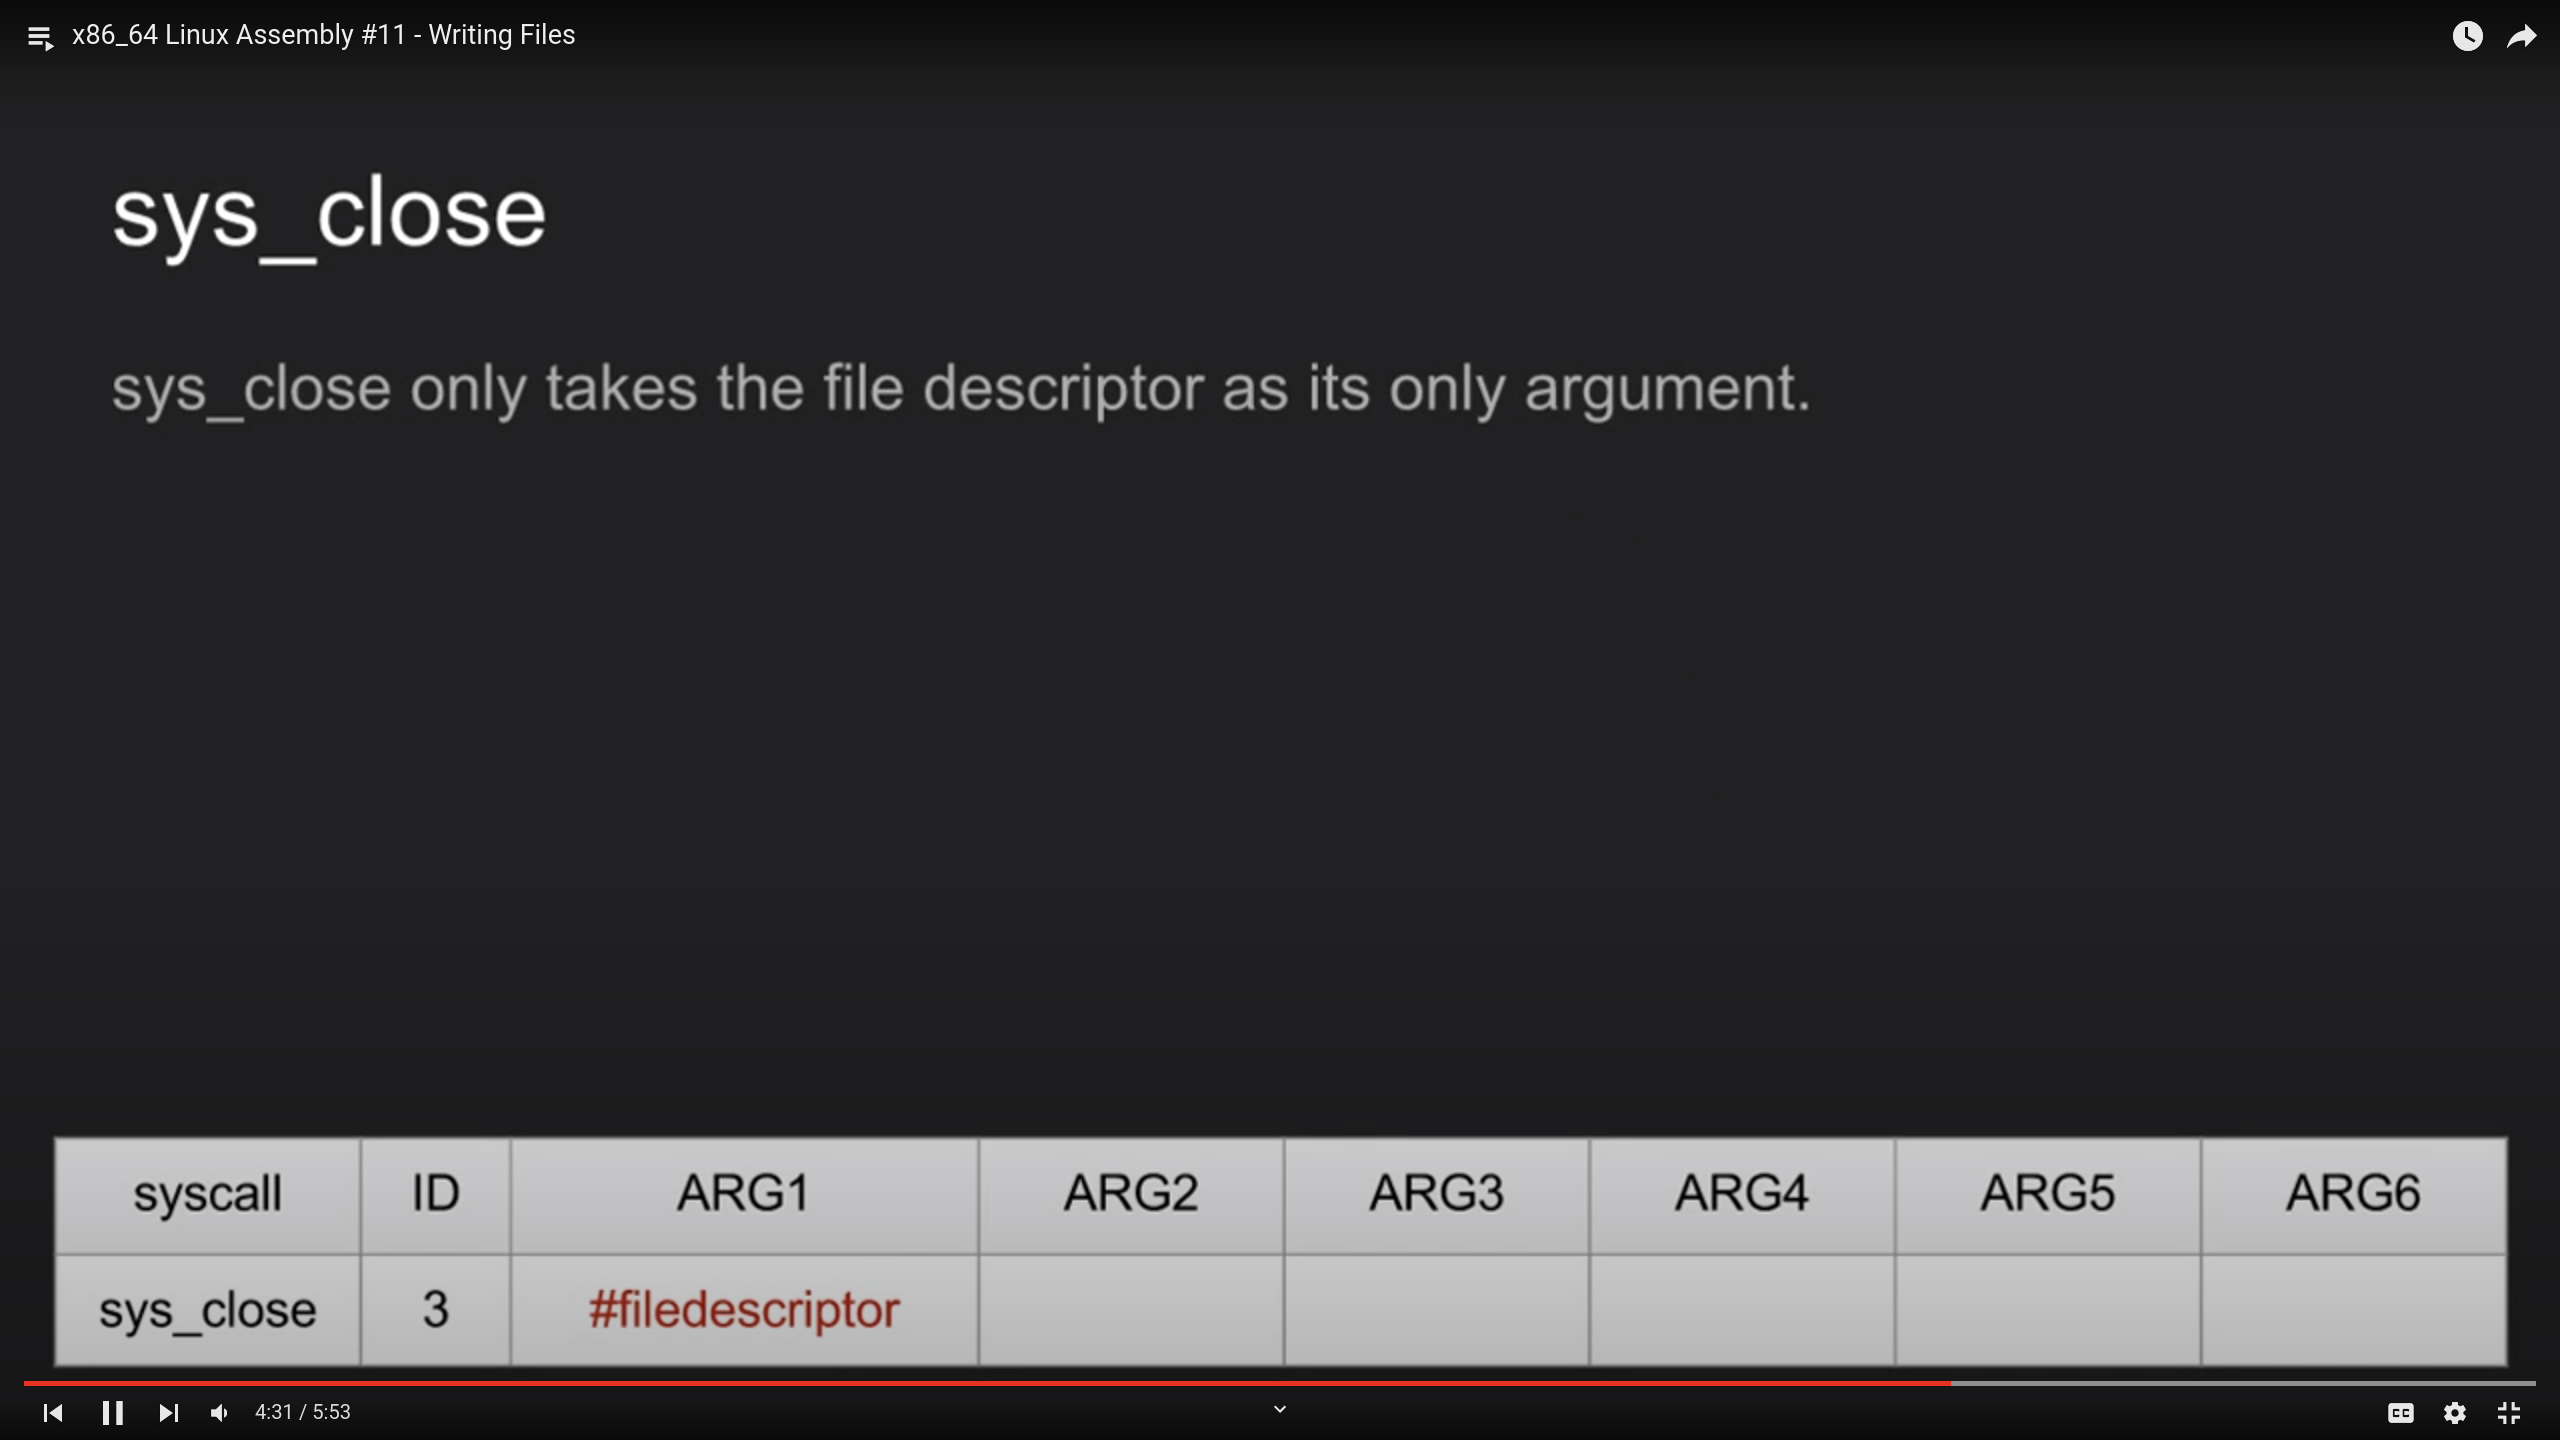 x86_64 Linux Assembly #11 - Writing Files
sys_close
sys_close only takes the file descriptor as its only argument.
syscall ID ARG1 ARG2 ARG3 ARG4 ARG5 ARG6
sys_close 3 #filedescriptor
4:31 / 5:53
CC